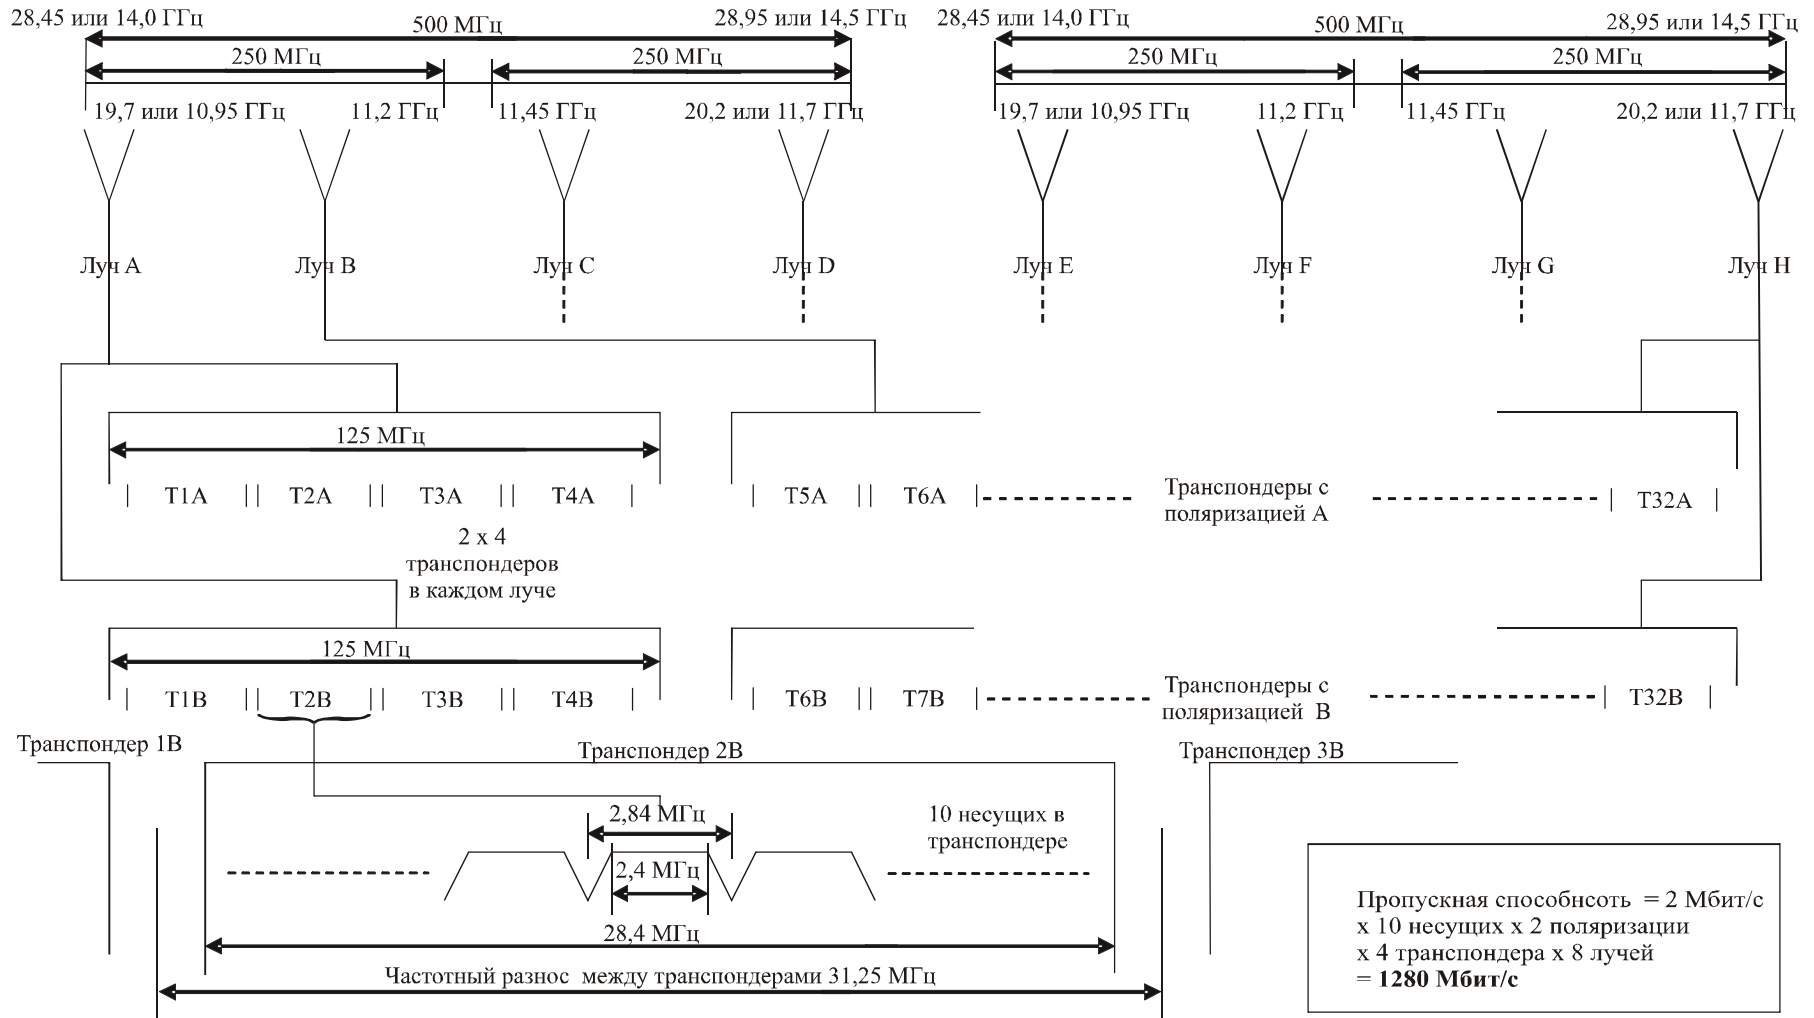 28,45 или 14,0 ГГц
500 МГц
28,95 или 14,5 ГГц
28,45 или 14,0 ГГц
500 МГц
28,95 или 14,5 ГГц
250 МГц
250 МГц
250 МГц
250 МГц
19,7 или 10,95 ГГц
11,2 ГГц
11,45 ГГц
20,2 или 11,7 ГГц
19,7 или 10,95 ГГц
11,2 ГГц
11,45 ГГц
20,2 или 11,7 ГГц
Луч A
Луч B
Луч C
Луч D
Луч E
Луч F
Луч G
Луч H
125 МГц
T1A
T2A
T3A
T4A
T5A
T6A
Транспондеры с
поляризацией A
T32A
2 x 4
транспондеров
в каждом луче
125 МГц
T1B
T2B
T3B
T4B
T6B
T7B
Транспондеры с
поляризацией B
T32B
Транспондер 1B
Транспондер 2B
Транспондер 3B
2,84 МГц
10 несущих в
транспондере
2,4 МГц
28,4 МГц
Частотный разнос между транспондерами 31,25 МГц
Пропускная способнсоть = 2 Мбит/с
x 10 несущих x 2 поляризации
x 4 транспондера x 8 лучей
= 1280 Мбит/с